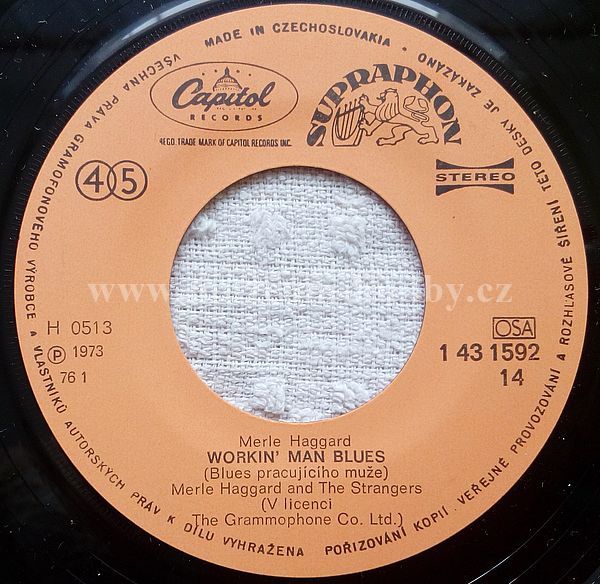 MADE IN CZECHOSLOVAKIA · VŠECHNA PRÁVA GRAMOFONOVÉHO VÝROBCE A VLASTNÍKŮ AUTORSKÝCH PRÁV K DÍLU VYHRAŽENA POŘIZOVÁNÍ KOPIÍ, VEŘEJNÉ PROVOZOVÁNÍ A ROZHLASOVÉ ŠÍŘENÍ TÉTO DESKY JE ZAKÁZÁNO
Capitol
RECORDS
SUPRAPHON
REG. TRADE MARK OF CAPITOL RECORDS INC.
45
STEREO
H 0513
Ⓟ 1973
76 1
OSA
1 43 1592
14
Merle Haggard
WORKIN' MAN BLUES
(Blues pracujícího muže)
Merle Haggard and The Strangers
(V licenci
The Grammophone Co. Ltd.)